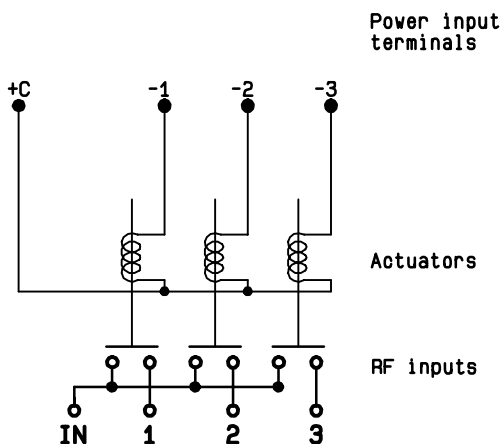 Power input
terminals
+C -1 -2 -3
Actuators
RF inputs
IN 1 2 3